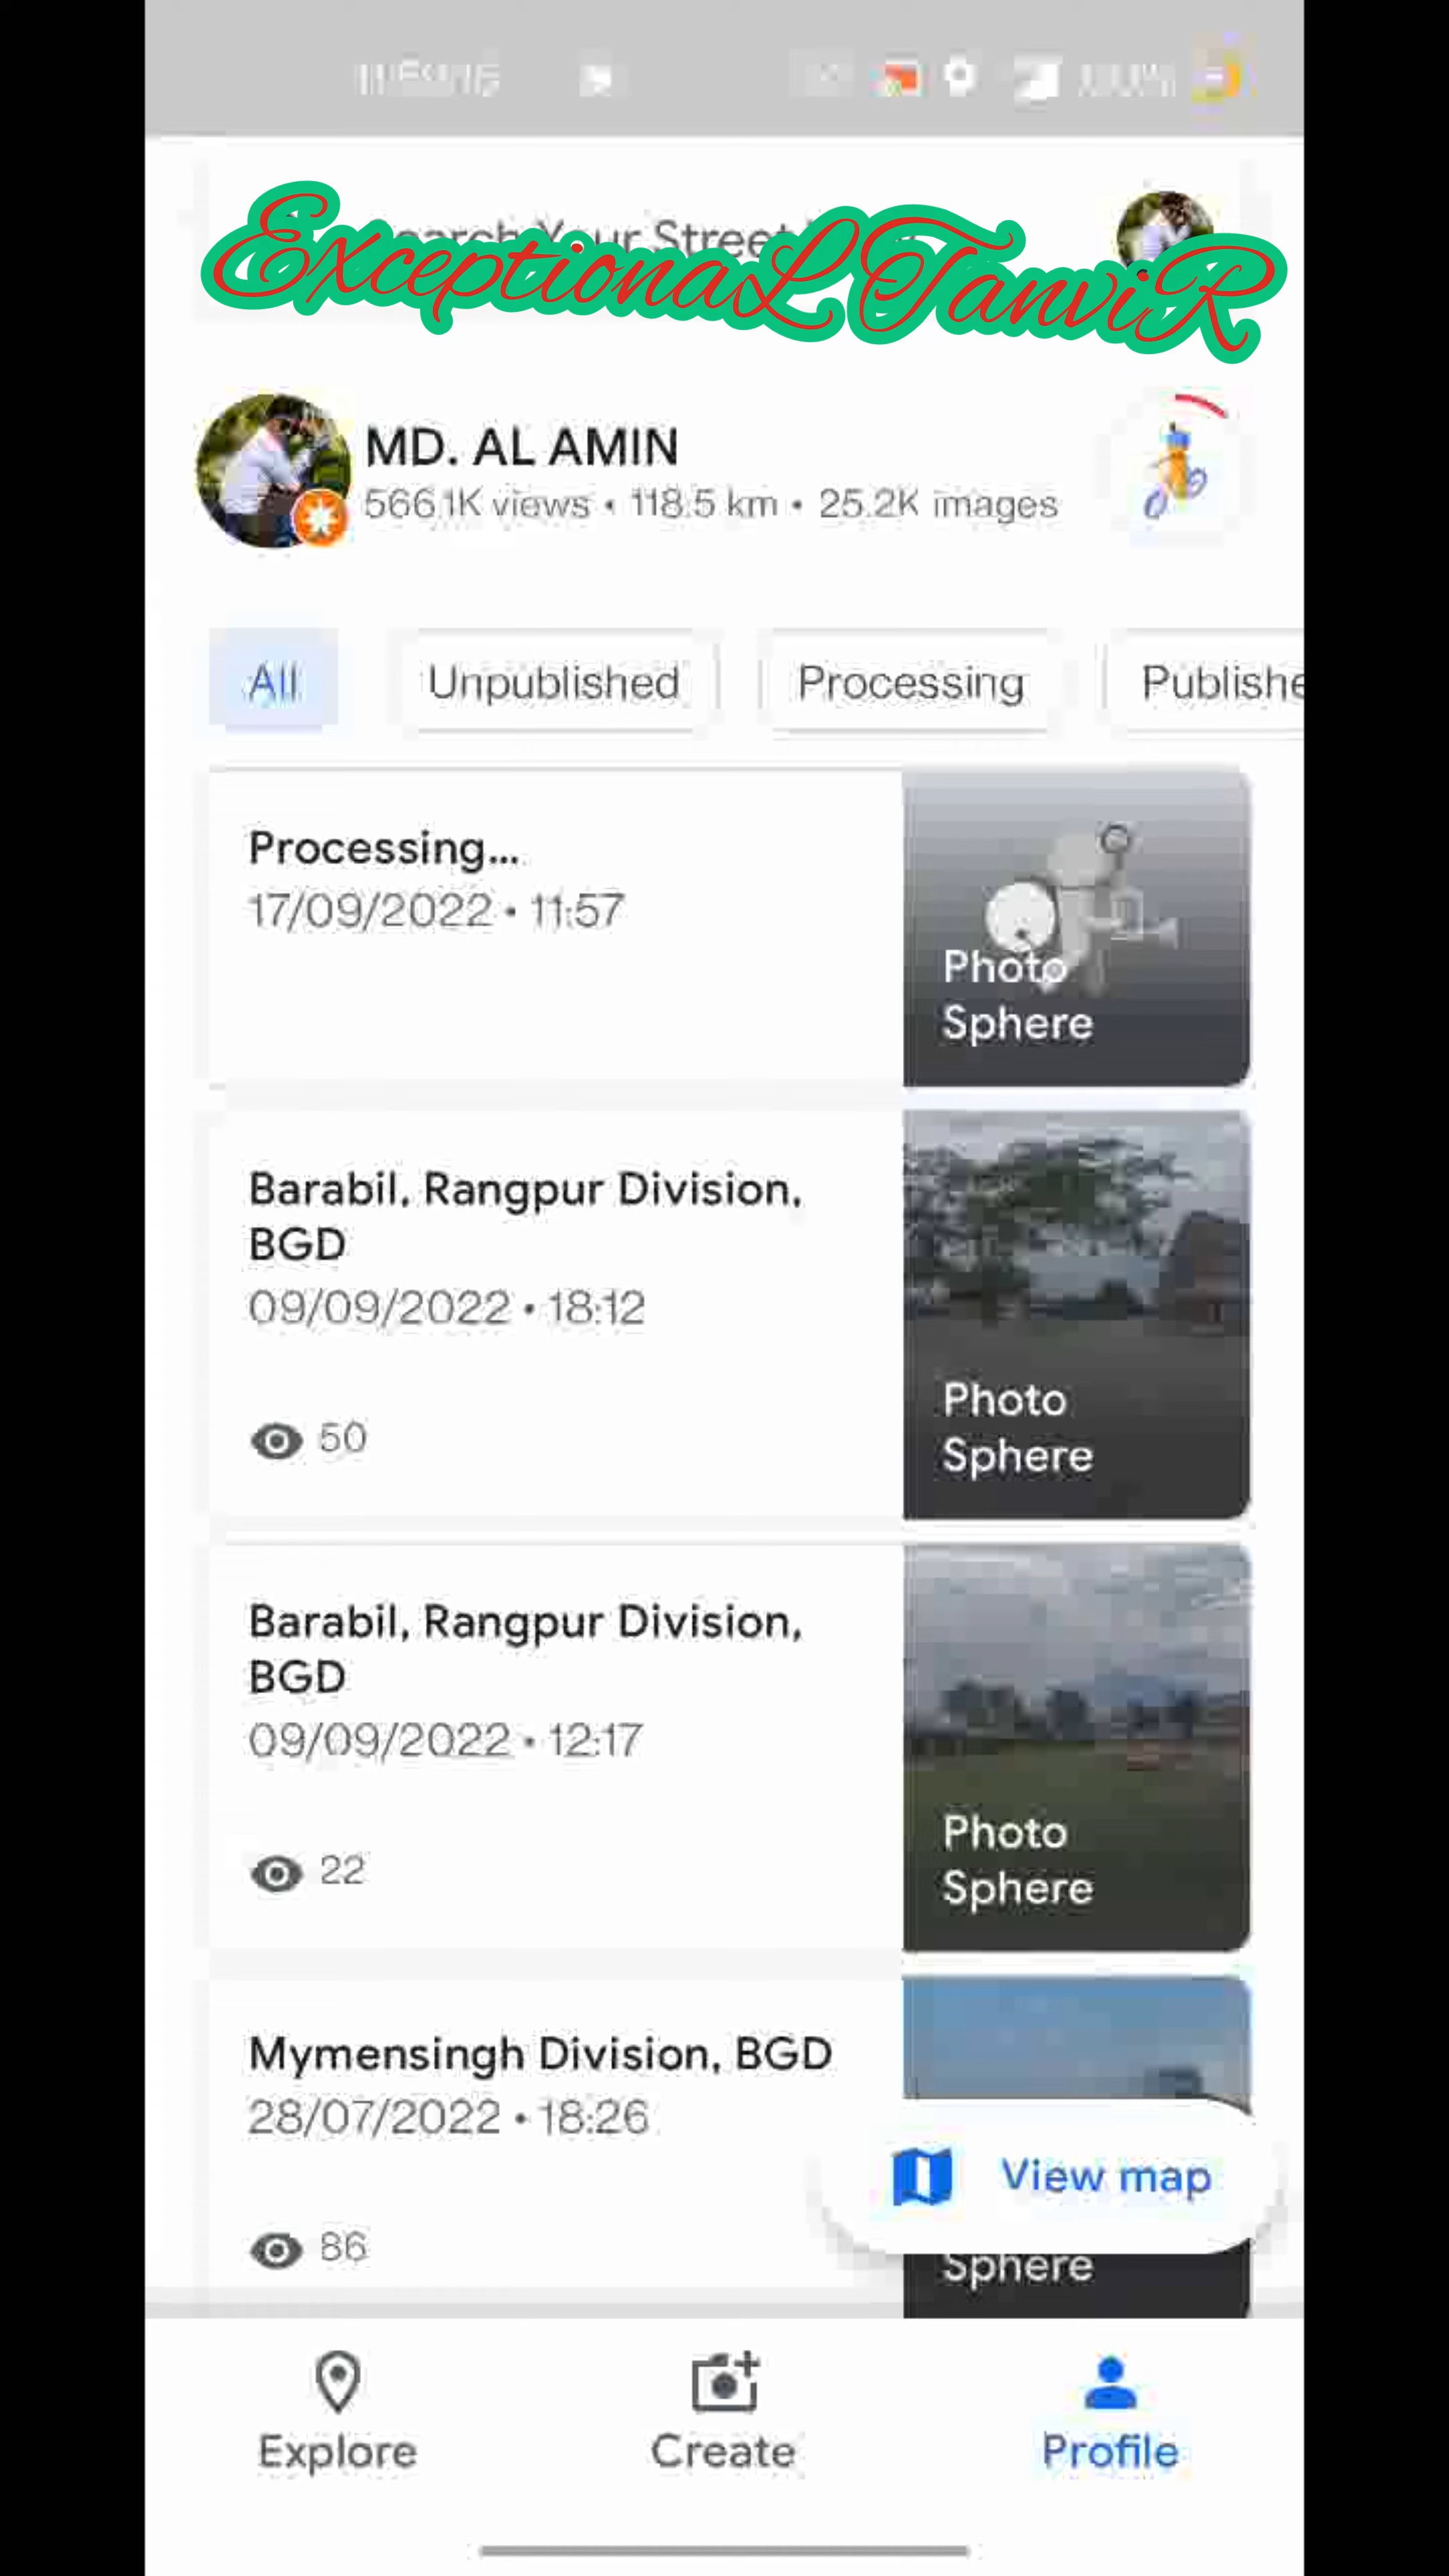 ExceptionaL TanviR
MD. AL AMIN
566.1K views • 118.5 km • 25.2K images
All
Unpublished
Processing
Publishe
Processing...
17/09/2022 • 11:57
Photo
Sphere
Barabil, Rangpur Division,
BGD
09/09/2022 • 18:12
50
Photo
Sphere
Barabil, Rangpur Division,
BGD
09/09/2022 • 12:17
22
Photo
Sphere
Mymensingh Division, BGD
28/07/2022 • 18:26
86
View map
Sphere
Explore
Create
Profile